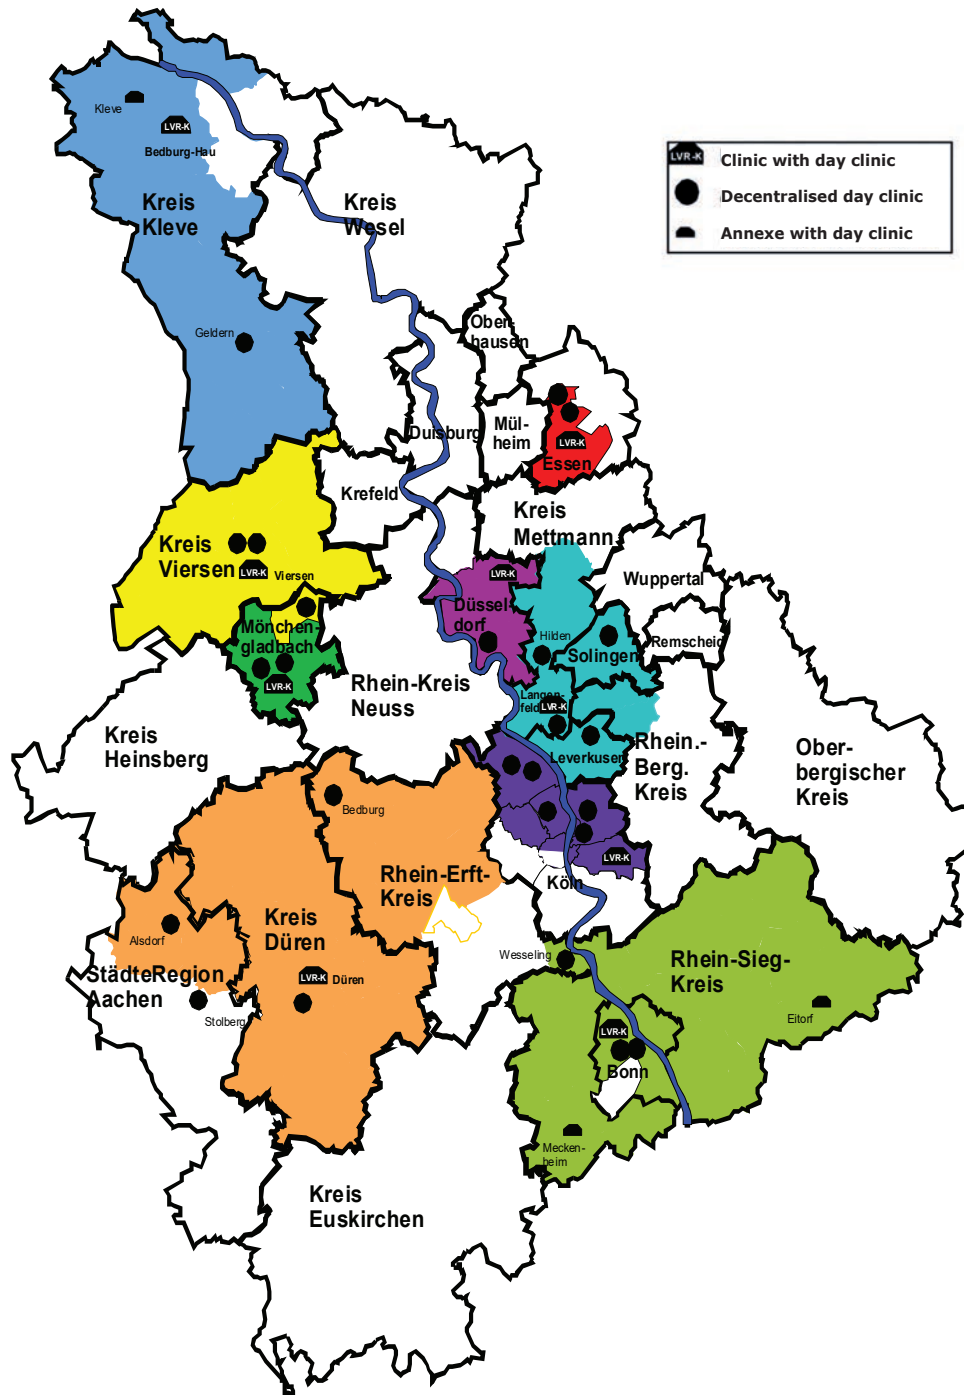 Kleve
LVR-K
Bedburg-Hau
Kreis
Kleve
Kreis
Wesel
LVR-K
Clinic with day clinic
Decentralised day clinic
Annexe with day clinic
Geldern
Ober-
hausen
Mül-
heim
Duisburg
LVR-K
Essen
Krefeld
Kreis
Mettmann
Kreis
Viersen
LVR-K
Viersen
Wuppertal
LVR-K
Düssel-
dorf
Hilden
Solingen
Remscheid
Mönchen-
gladbach
LVR-K
Rhein-Kreis
Neuss
Langen-
feld
LVR-K
Leverkusen
Kreis
Heinsberg
Rhein.-
Berg.
Kreis
Ober-
bergischer
Kreis
Bedburg
Rhein-Erft-
Kreis
LVR-K
Köln
Kreis
Düren
Alsdorf
StädteRegion
Aachen
LVR-K
Düren
Stolberg
Wesseling
Rhein-Sieg-
Kreis
Eitorf
LVR-K
Bonn
Mecken-
heim
Kreis
Euskirchen